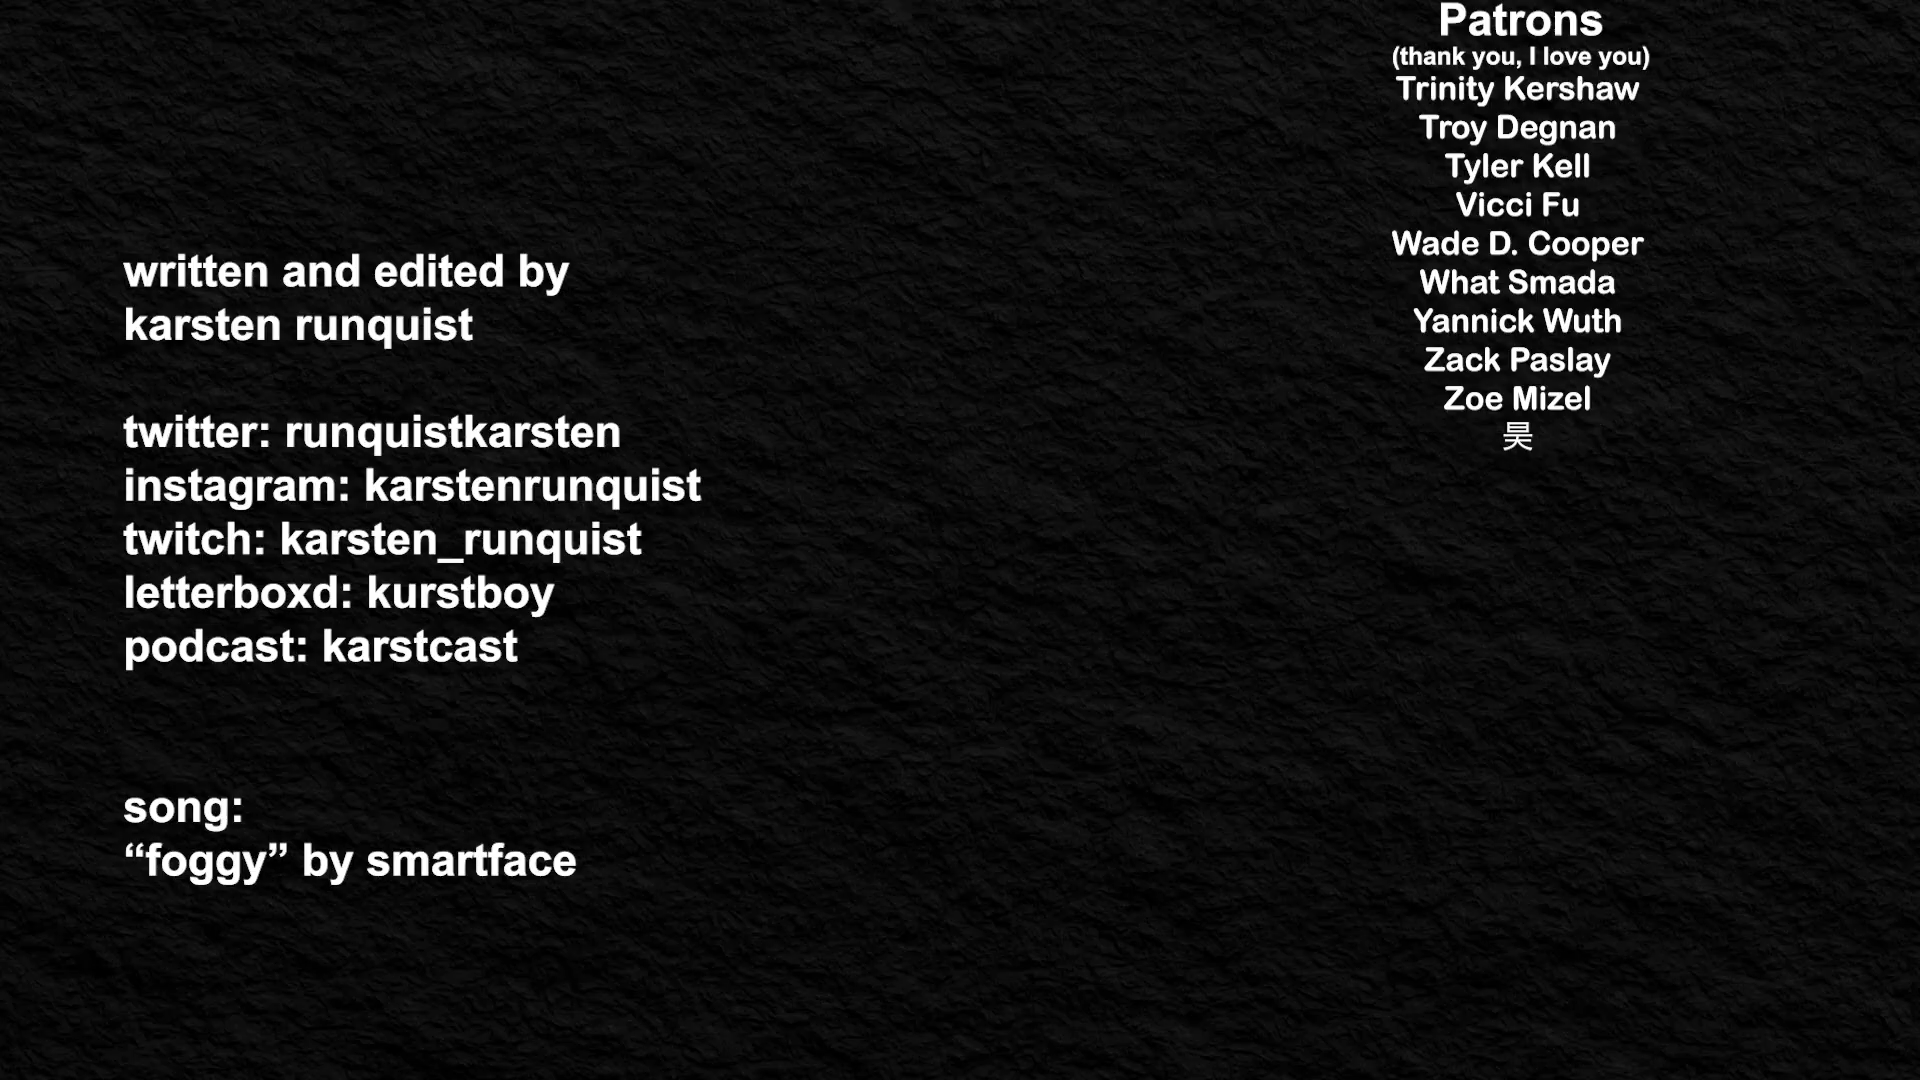 written and edited by
karsten runquist
twitter: runquistkarsten
instagram: karstenrunquist
twitch: karsten_runquist
letterboxd: kurstboy
podcast: karstcast
song:
“foggy” by smartface
Patrons
(thank you, I love you)
Trinity Kershaw
Troy Degnan
Tyler Kell
Vicci Fu
Wade D. Cooper
What Smada
Yannick Wuth
Zack Paslay
Zoe Mizel
昊